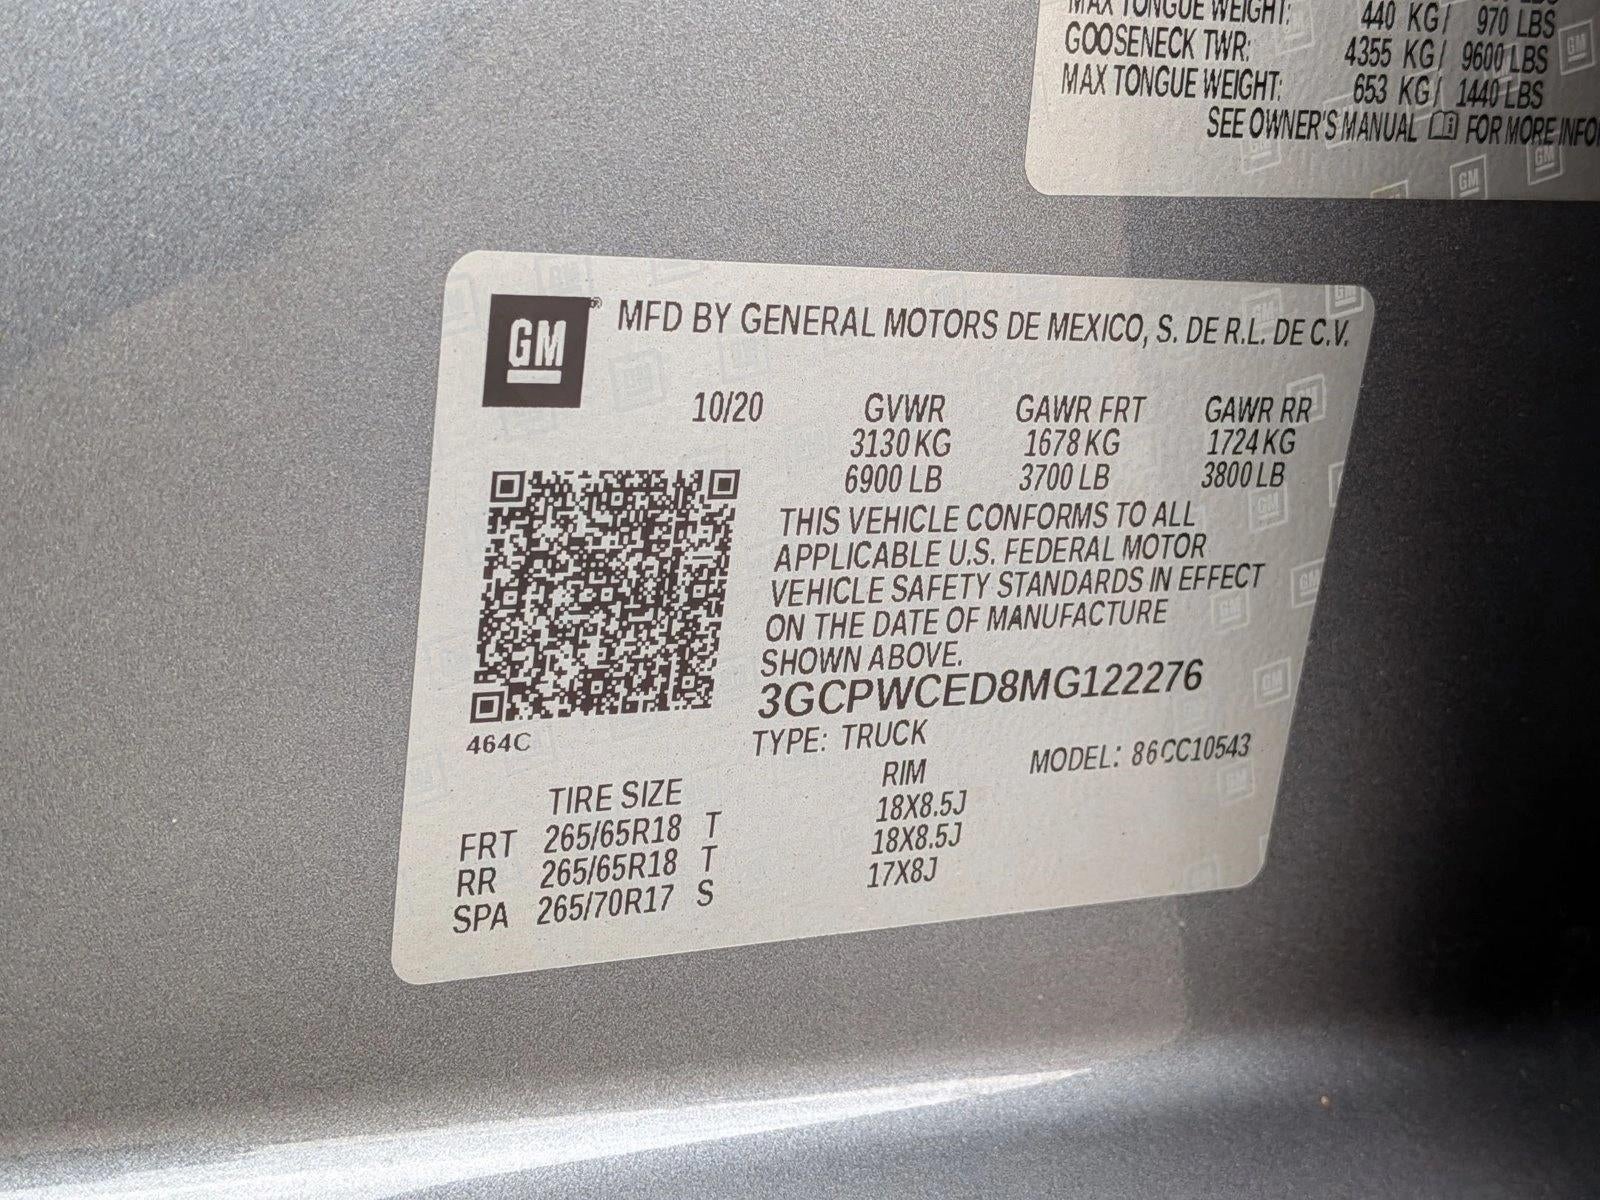 MAX TONGUE WEIGHT: 440 KG/ 970 LBS
GOOSENECK TWR: 4355 KG/ 9600 LBS
MAX TONGUE WEIGHT: 653 KG/ 1440 LBS
SEE OWNER'S MANUAL FOR MORE INFO
GM® MFD BY GENERAL MOTORS DE MEXICO, S. DE R.L. DE C.V.
10/20 GVWR GAWR FRT GAWR RR
3130 KG 1678 KG 1724 KG
6900 LB 3700 LB 3800 LB
THIS VEHICLE CONFORMS TO ALL
APPLICABLE U.S. FEDERAL MOTOR
VEHICLE SAFETY STANDARDS IN EFFECT
ON THE DATE OF MANUFACTURE
SHOWN ABOVE.
3GCPWCED8MG122276
464C
TYPE: TRUCK MODEL: 86CC10543
TIRE SIZE RIM
FRT 265/65R18 T 18X8.5J
RR 265/65R18 T 18X8.5J
SPA 265/70R17 S 17X8J